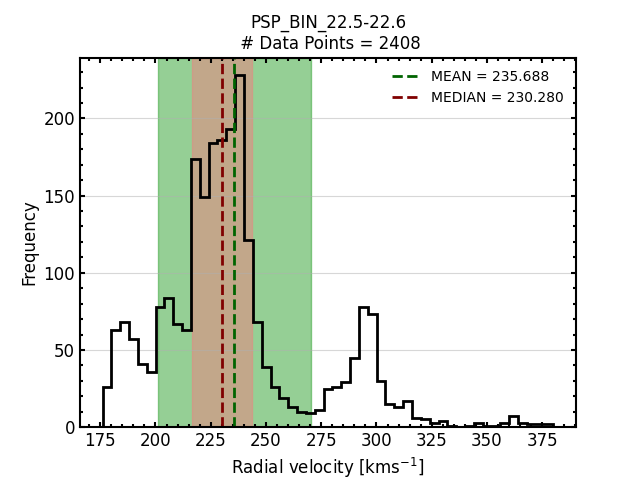 PSP_BIN_22.5-22.6
# Data Points = 2408
MEAN = 235.688
MEDIAN = 230.280
Frequency
200
150
100
50
0
175 200 225 250 275 300 325 350 375
Radial velocity [kms⁻¹]